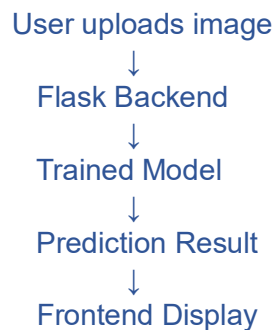 User uploads image
↓
Flask Backend
↓
Trained Model
↓
Prediction Result
↓
Frontend Display